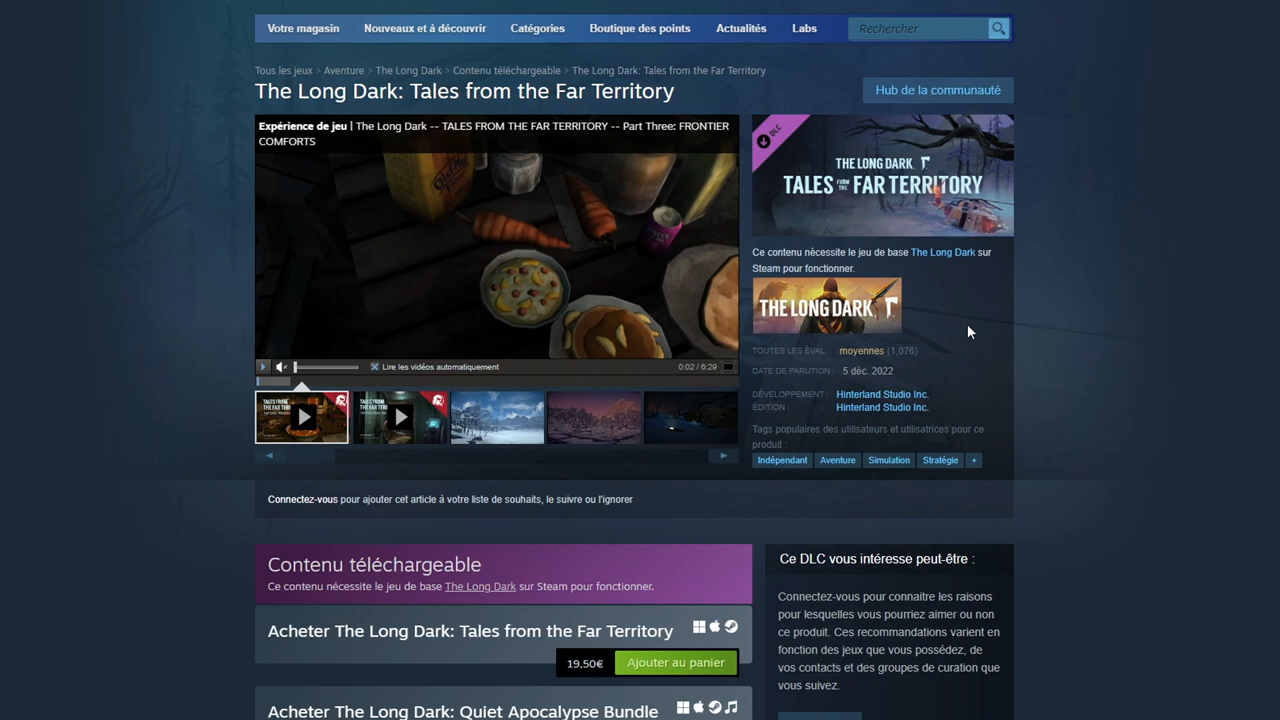 Votre magasin Nouveaux et à découvrir Catégories Boutique des points Actualités Labs Rechercher
Tous les jeux > Aventure > The Long Dark > Contenu téléchargeable > The Long Dark: Tales from the Far Territory
The Long Dark: Tales from the Far Territory
Hub de la communauté
Expérience de jeu | The Long Dark -- TALES FROM THE FAR TERRITORY -- Part Three: FRONTIER
COMFORTS
Lire les vidéos automatiquement 0:02 / 6:29
DLC
THE LONG DARK
TALES FROM THE FAR TERRITORY
Ce contenu nécessite le jeu de base The Long Dark sur
Steam pour fonctionner.
THE LONG DARK
TOUTES LES ÉVAL. : moyennes (1,076)
DATE DE PARUTION : 5 déc. 2022
DÉVELOPPEMENT : Hinterland Studio Inc.
ÉDITION : Hinterland Studio Inc.
Tags populaires des utilisateurs et utilisatrices pour ce
produit :
Indépendant Aventure Simulation Stratégie +
Connectez-vous pour ajouter cet article à votre liste de souhaits, le suivre ou l'ignorer
Contenu téléchargeable
Ce contenu nécessite le jeu de base The Long Dark sur Steam pour fonctionner.
Acheter The Long Dark: Tales from the Far Territory
19,50€ Ajouter au panier
Acheter The Long Dark: Quiet Apocalypse Bundle
Ce DLC vous intéresse peut-être :
Connectez-vous pour connaitre les raisons
pour lesquelles vous pourriez aimer ou non
ce produit. Ces recommandations varient en
fonction des jeux que vous possédez, de
vos contacts et des groupes de curation que
vous suivez.